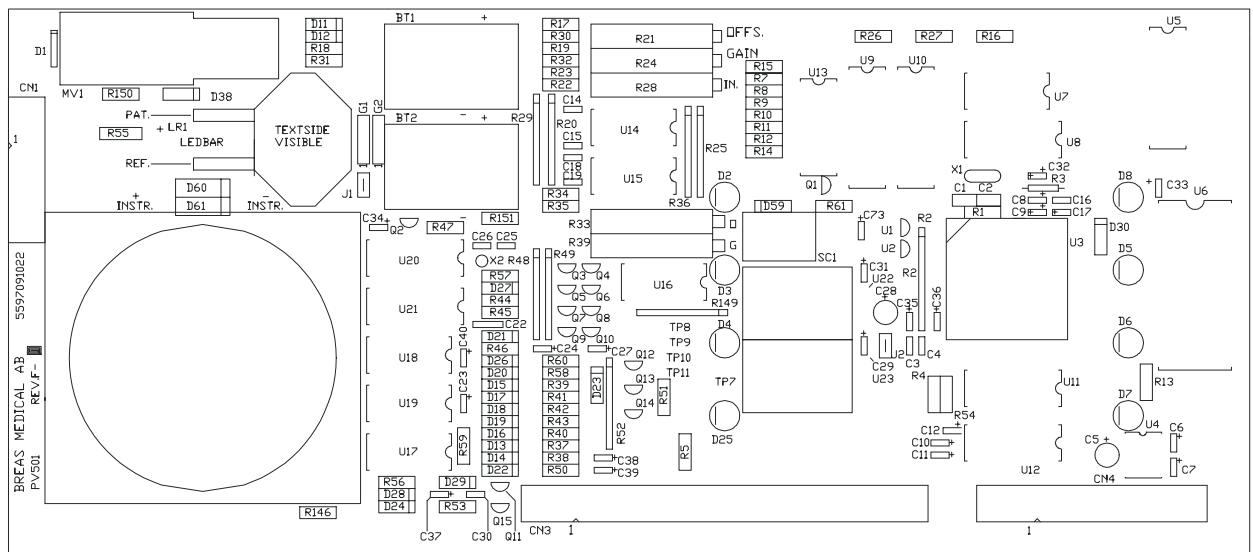 D11
D12
R18
R31
BT1 +
R17
R30
R19
R32
R23
R22
R21
OFFS.
R24
GAIN
R28
IN.
R26
R27
R16
U5
D1
CN1
MV1
R150
D38
PAT.
+ LR1
LEDBAR
REF.
R55
TEXTSIDE
VISIBLE
G1
G2
1
1
J1
BT2 - +
R29
R20
C14
C15
C18
C19
U14
U15
R25
R36
R15
R7
R8
R9
R10
R11
R12
R14
U13
U9
U10
U7
U8
1
D60
D61
+
INSTR.
-
INSTR.
R34
R35
D2
Q1
X1
C1
C2
C32
R3
C8
C16
C9
C17
R1
D8
C33
U6
C34
Q2
R47
-
R151
R33
R39
G
D59
R61
C73
U1
U2
R2
R2
U3
D30
U20
C26
C25
X2
R48
R49
Q3
Q4
Q5
Q6
Q7
Q8
Q9
Q10
U16
R149
D3
SC1
C31
U22
C28
D5
U21
R57
D27
R44
R45
C22
TP8
TP9
TP10
TP11
D4
C35
C36
D6
U18
C40
D21
R46
D26
D20
D15
D17
D18
D19
D16
D13
D14
D22
C24
C27
R60
R58
R39
R41
R42
R43
R40
R37
R38
R50
Q12
Q13
Q14
TP7
C29
U23
U2
C3
C4
R4
R54
U11
R13
U19
C23
D23
R52
R51
D25
D7
U17
R59
R5
C38
C39
C12
C10
C11
U12
C5
U4
C6
C7
CN4
5597091022
BREAS MEDICAL AB
PV501 REV.F-
R56
D28
D24
D29
R53
R146
C37
C30
Q15
Q11
CN3
1
1